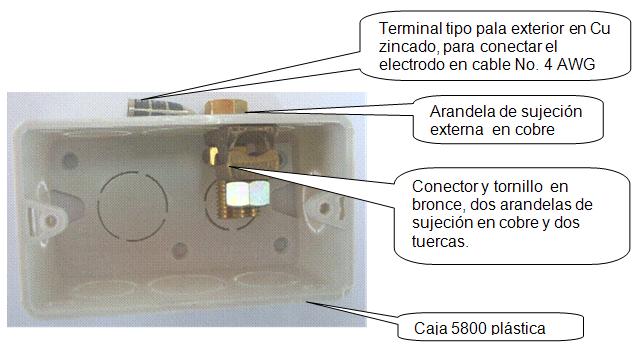 Terminal tipo pala exterior en Cu
zincado, para conectar el
electrodo en cable No. 4 AWG
Arandela de sujeción
externa en cobre
Conector y tornillo en
bronce, dos arandelas de
sujeción en cobre y dos
tuercas.
Caja 5800 plástica